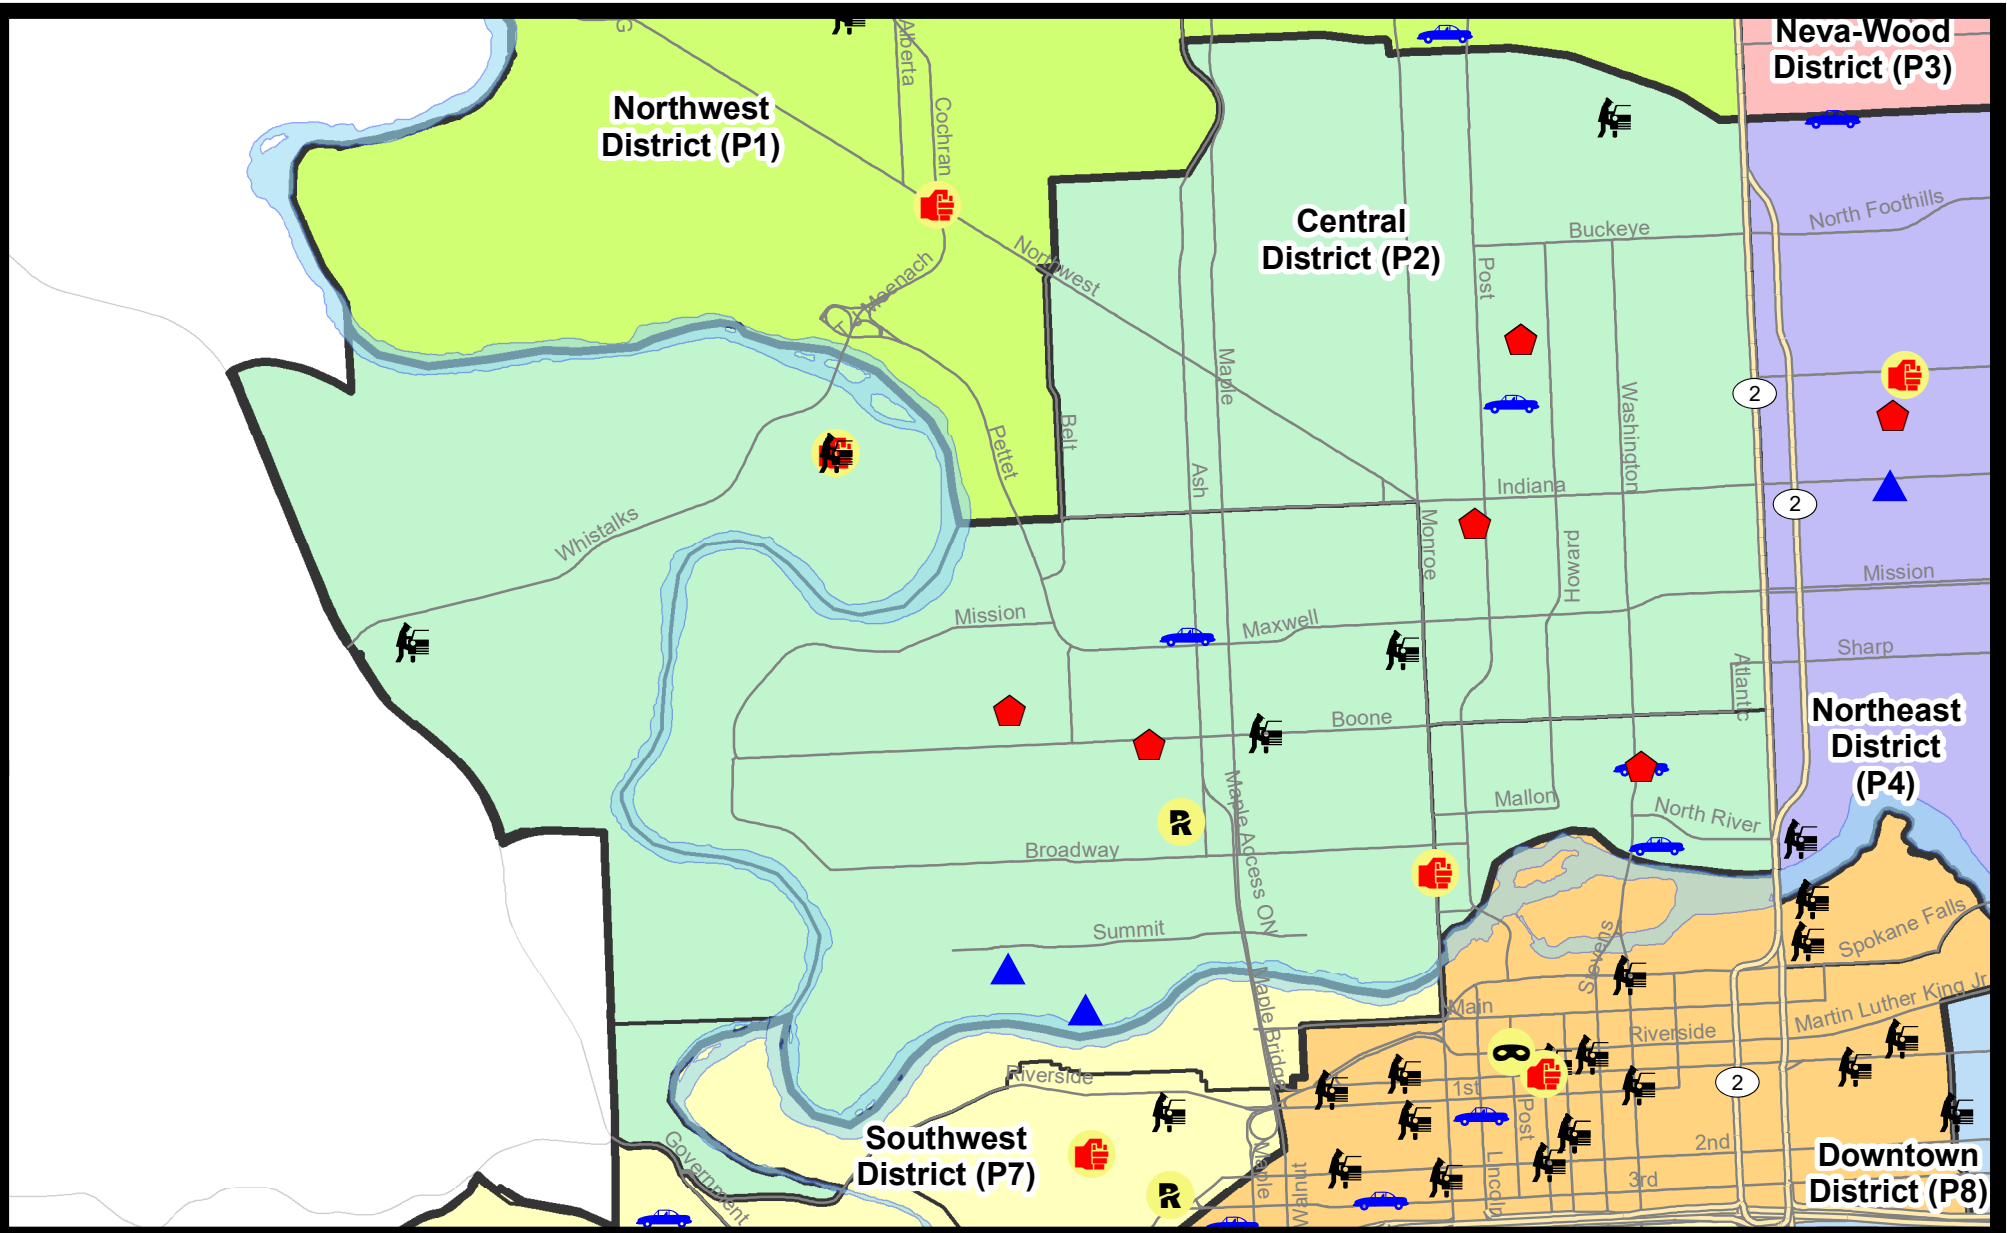 G
Alberta
Cochran
Neva-Wood
District (P3)
Northwest
District (P1)
Central
District (P2)
North Foothills
Buckeye
Northwest
Post
T J Meenach
Maple
Washington
2
Belt
Pettet
Ash
Indiana
2
Whistalks
Monroe
Howard
Mission
Mission
Maxwell
Sharp
Atlantic
Boone
Northeast
District
(P4)
Mallon
North River
Maple Access ON
R
Broadway
Summit
Stevens
Spokane Falls
Maple Bridge
Main
Martin Luther King Jr
Riverside
Riverside
1st
2
Post
Government
Southwest
District (P7)
Maple
Walnut
Lincoln
2nd
3rd
Downtown
District (P8)
R